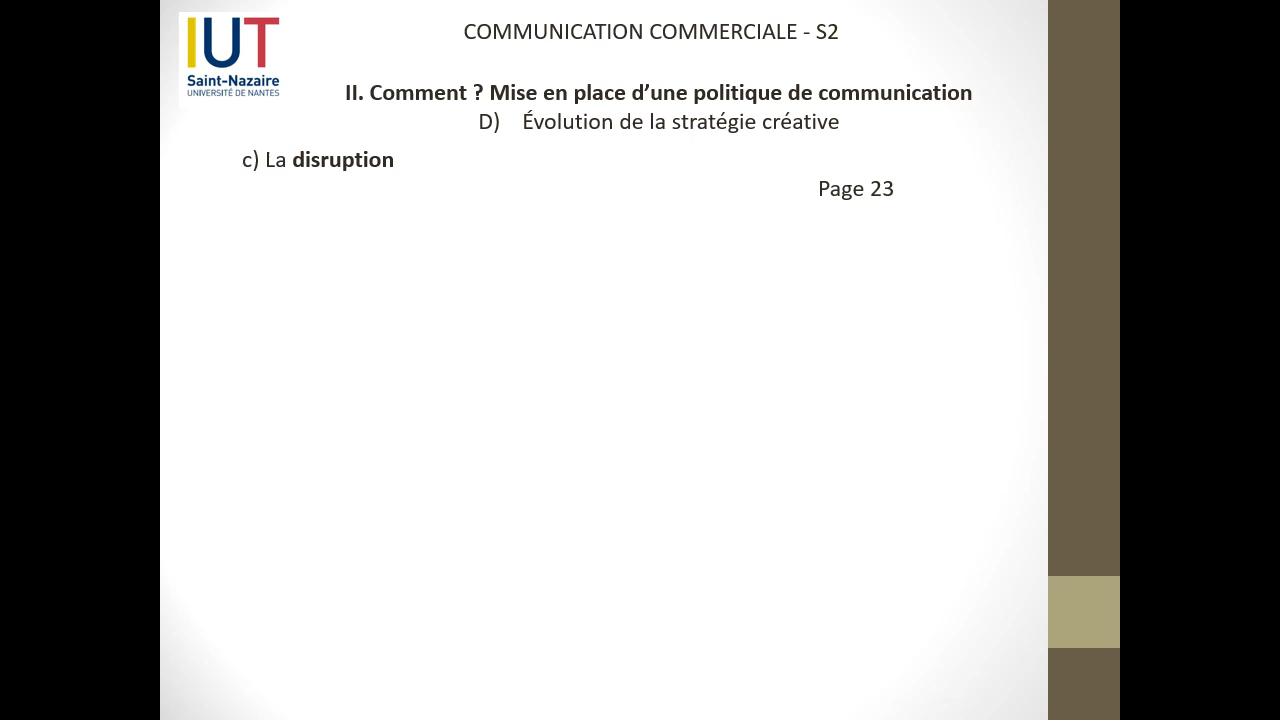 IUT
Saint-Nazaire
UNIVERSITÉ DE NANTES
COMMUNICATION COMMERCIALE - S2
II. Comment ? Mise en place d’une politique de communication
D) Évolution de la stratégie créative
c) La disruption
Page 23